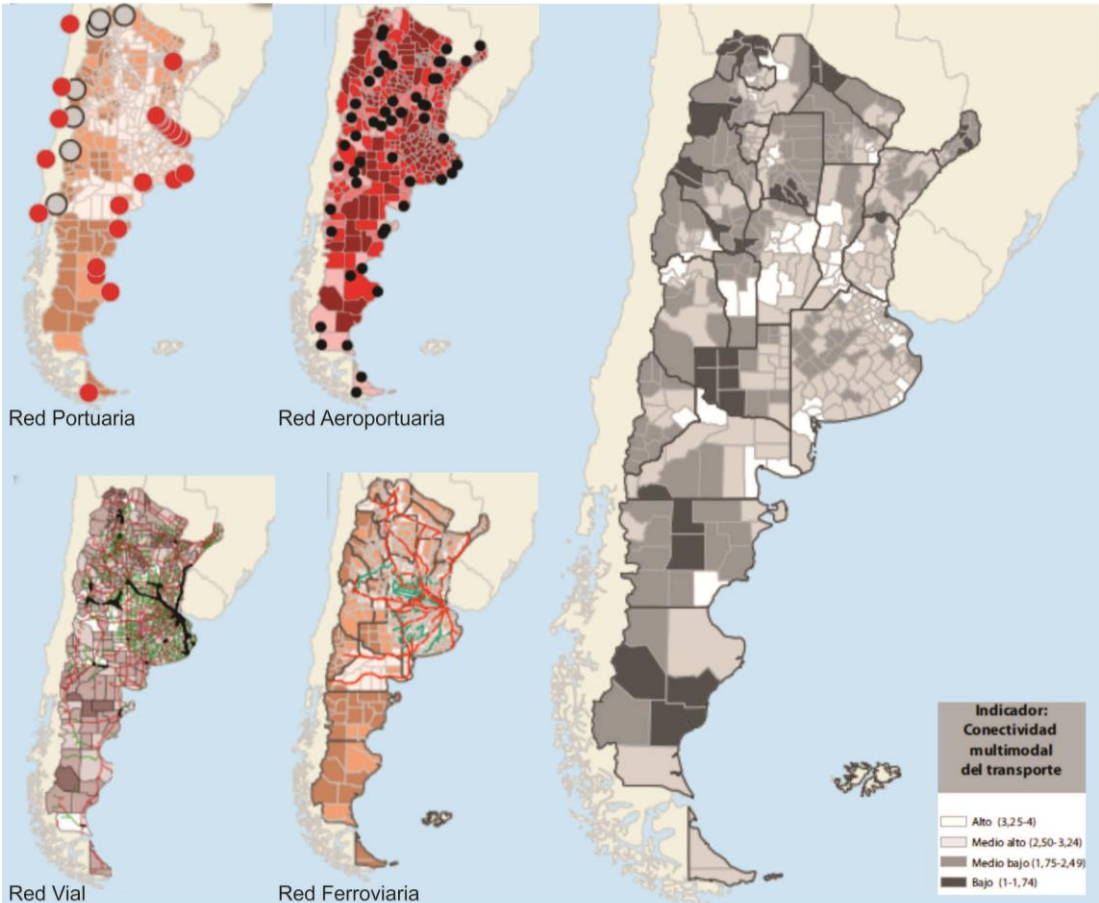 Red Portuaria
Red Aeroportuaria
Red Vial
Red Ferroviaria
Indicador:
Conectividad
multimodal
del transporte
Alto (3,25-4)
Medio alto (2,50-3,24)
Medio bajo (1,75-2,49)
Bajo (1-1,74)